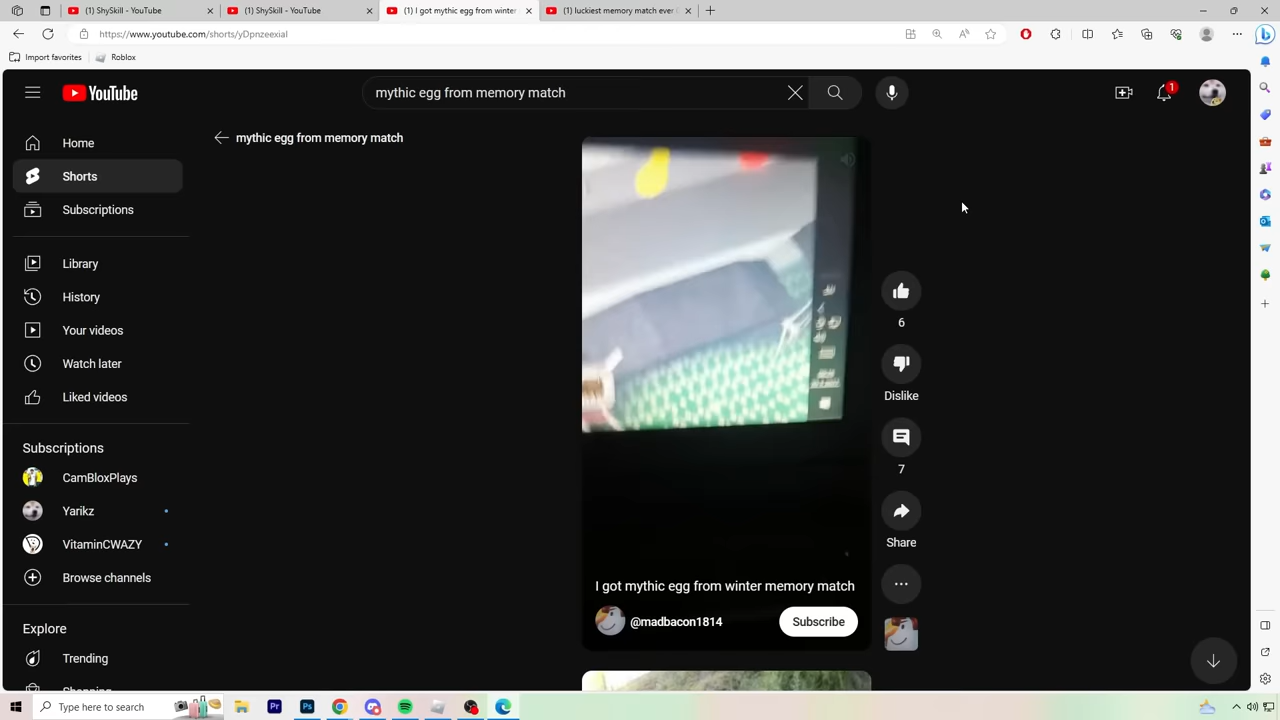 (1) ShySkill - YouTube
(1) ShySkill - YouTube
(1) I got mythic egg from winter
(1) luckiest memory match ever
https://www.youtube.com/shorts/yDpnzeexial
Import favorites
Roblox
YouTube
mythic egg from memory match
1
mythic egg from memory match
Home
Shorts
Subscriptions
Library
History
Your videos
Watch later
Liked videos
Subscriptions
CamBloxPlays
Yarikz
VitaminCWAZY
Browse channels
Explore
Trending
Shopping
6
Dislike
7
Share
I got mythic egg from winter memory match
@madbacon1814
Subscribe
Type here to search